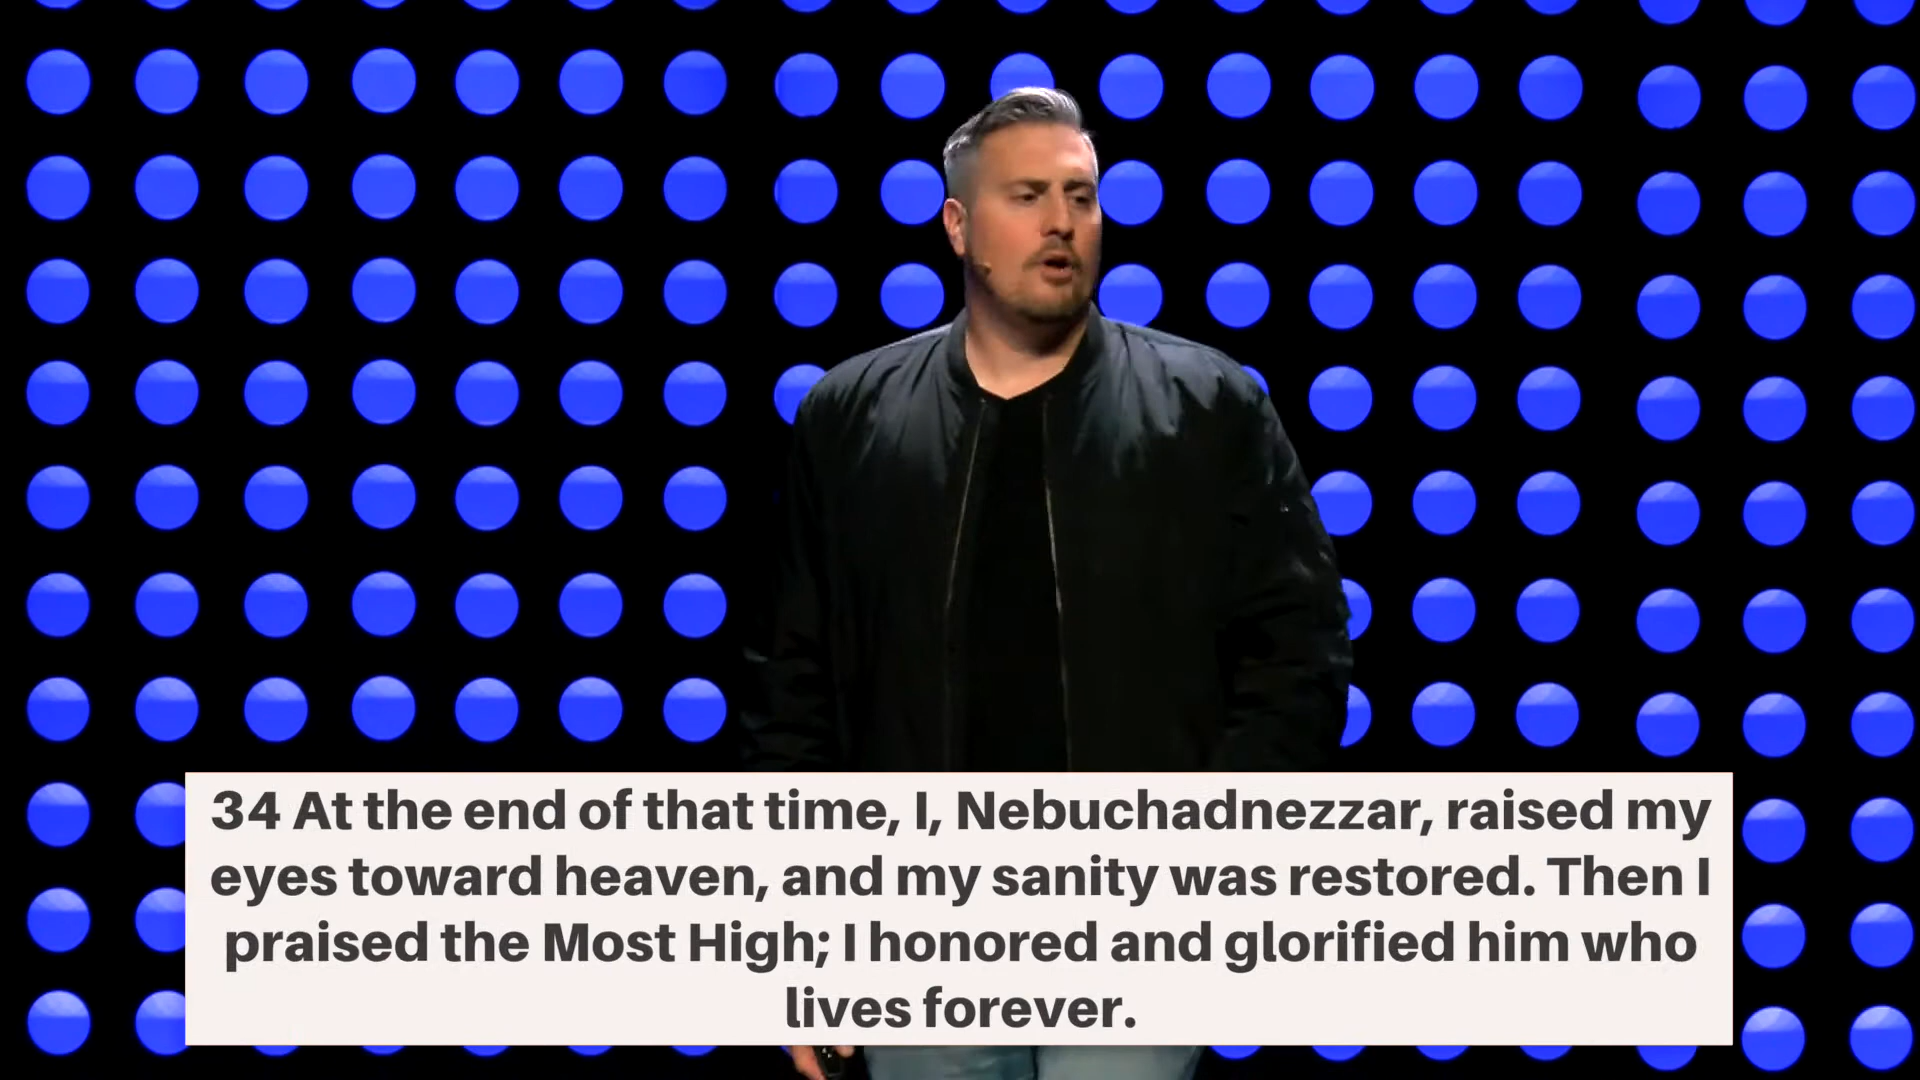 34 At the end of that time, I, Nebuchadnezzar, raised my
eyes toward heaven, and my sanity was restored. Then I
praised the Most High; I honored and glorified him who
lives forever.